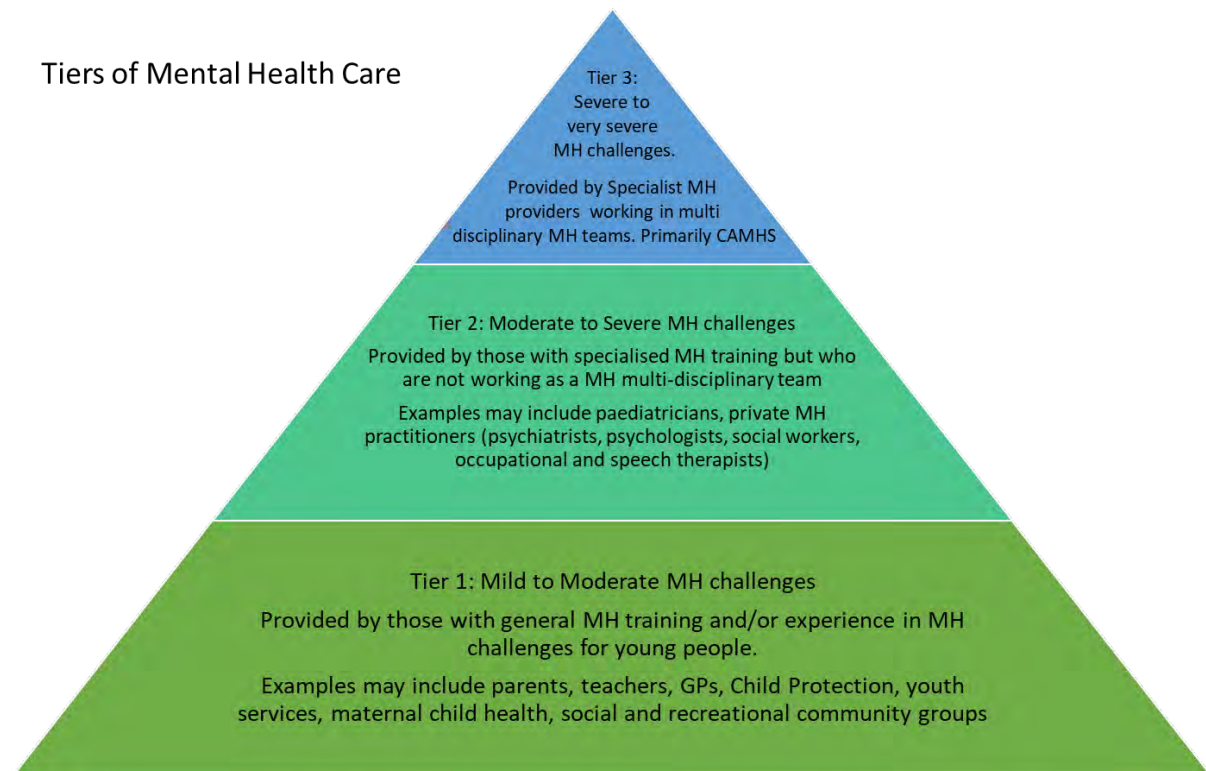 Tiers of Mental Health Care
Tier 3:
Severe to
very severe
MH challenges.
Provided by Specialist MH
providers working in multi
disciplinary MH teams. Primarily CAMHS
Tier 2: Moderate to Severe MH challenges
Provided by those with specialised MH training but who
are not working as a MH multi-disciplinary team
Examples may include paediatricians, private MH
practitioners (psychiatrists, psychologists, social workers,
occupational and speech therapists)
Tier 1: Mild to Moderate MH challenges
Provided by those with general MH training and/or experience in MH
challenges for young people.
Examples may include parents, teachers, GPs, Child Protection, youth
services, maternal child health, social and recreational community groups